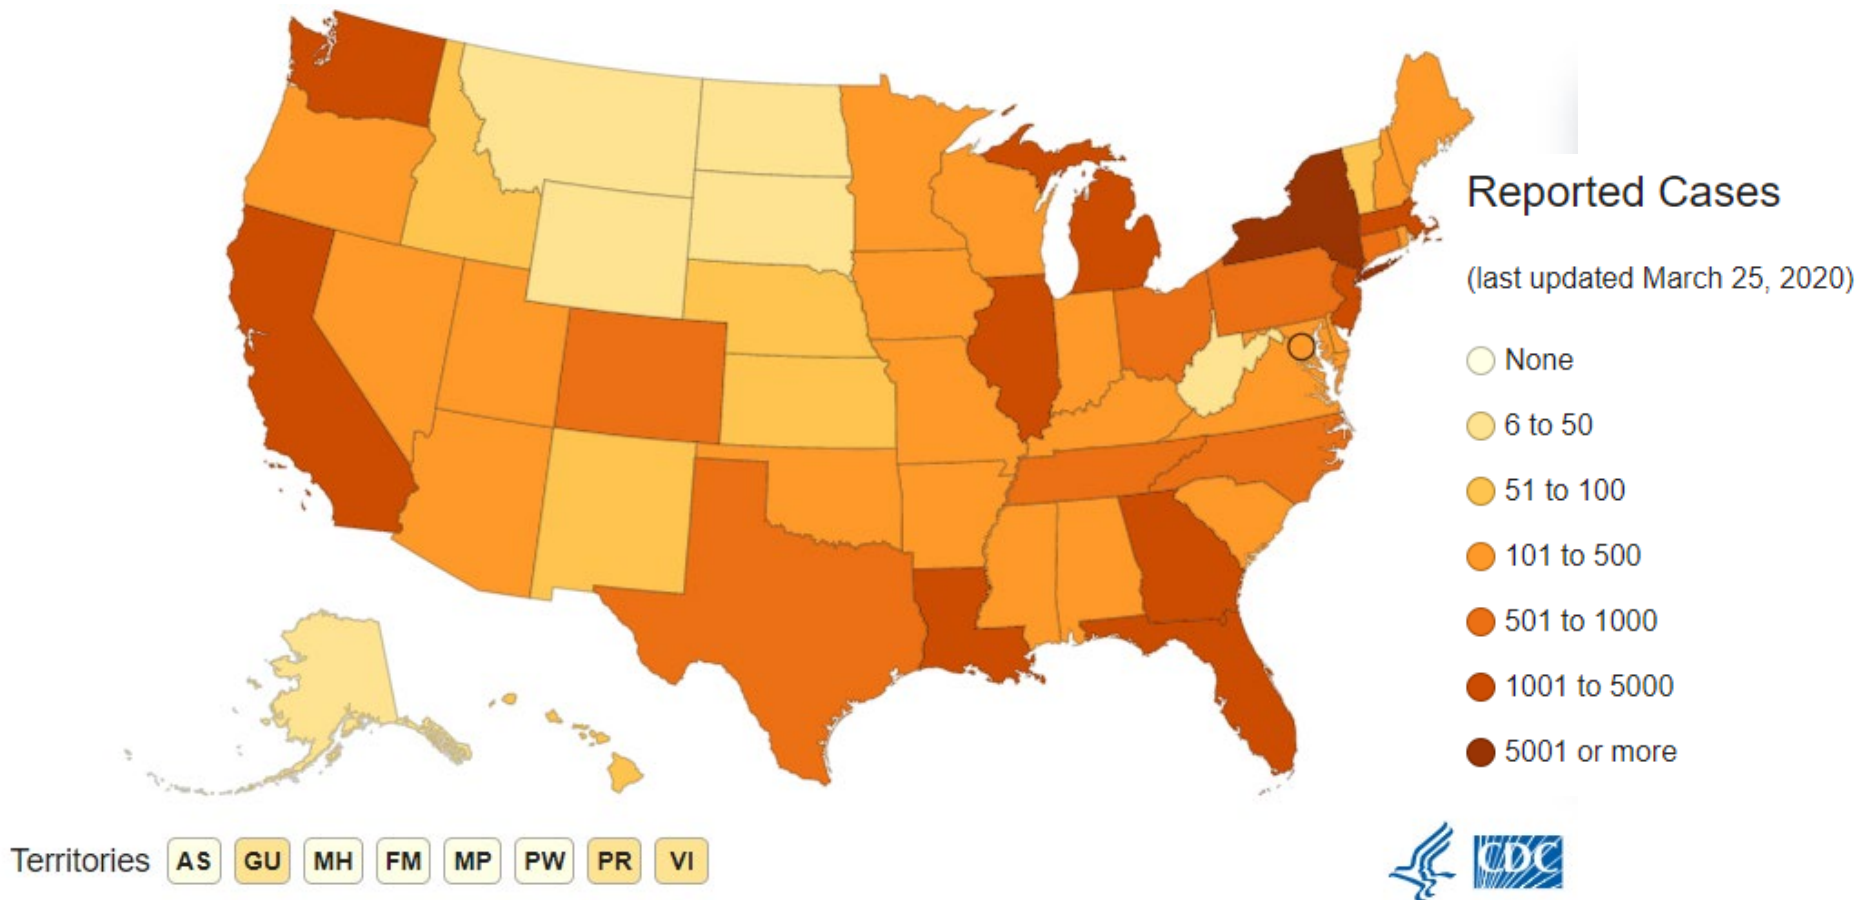 Reported Cases
(last updated March 25, 2020)
None
6 to 50
51 to 100
101 to 500
501 to 1000
1001 to 5000
5001 or more
Territories AS GU MH FM MP PW PR VI
CDC